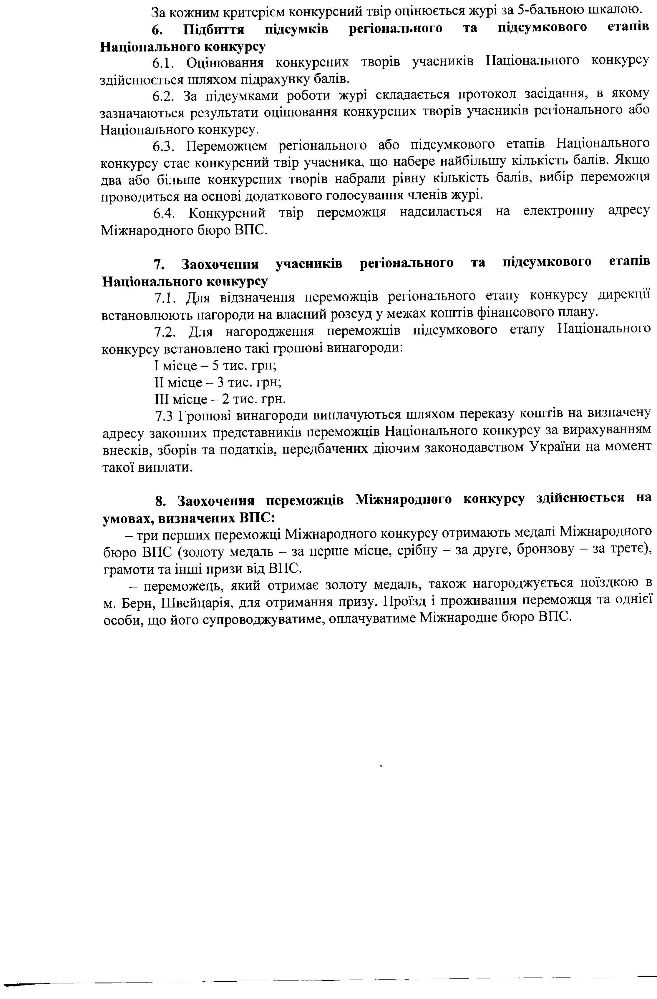 За кожним критерієм конкурсний твір оцінюється журі за 5-бальною шкалою.
6. Підбиття підсумків регіонального та підсумкового етапів
Національного конкурсу
6.1. Оцінювання конкурсних творів учасників Національного конкурсу
здійснюється шляхом підрахунку балів.
6.2. За підсумками роботи журі складається протокол засідання, в якому
зазначаються результати оцінювання конкурсних творів учасників регіонального або
Національного конкурсу.
6.3. Переможцем регіонального або підсумкового етапів Національного
конкурсу стає конкурсний твір учасника, що набере найбільшу кількість балів. Якщо
два або більше конкурсних творів набрали рівну кількість балів, вибір переможця
проводиться на основі додаткового голосування членів журі.
6.4. Конкурсний твір переможця надсилається на електронну адресу
Міжнародного бюро ВПС.
7. Заохочення учасників регіонального та підсумкового етапів
Національного конкурсу
7.1. Для відзначення переможців регіонального етапу конкурсу дирекції
встановлюють нагороди на власний розсуд у межах коштів фінансового плану.
7.2. Для нагородження переможців підсумкового етапу Національного
конкурсу встановлено такі грошові винагороди:
I місце – 5 тис. грн;
II місце – 3 тис. грн;
III місце – 2 тис. грн.
7.3 Грошові винагороди виплачуються шляхом переказу коштів на визначену
адресу законних представників переможців Національного конкурсу за вирахуванням
внесків, зборів та податків, передбачених діючим законодавством України на момент
такої виплати.
8. Заохочення переможців Міжнародного конкурсу здійснюється на
умовах, визначених ВПС:
– три перших переможці Міжнародного конкурсу отримають медалі Міжнародного
бюро ВПС (золоту медаль – за перше місце, срібну – за друге, бронзову – за третє),
грамоти та інші призи від ВПС.
– переможець, який отримає золоту медаль, також нагороджується поїздкою в
м. Берн, Швейцарія, для отримання призу. Проїзд і проживання переможця та однієї
особи, що його супроводжуватиме, оплачуватиме Міжнародне бюро ВПС.